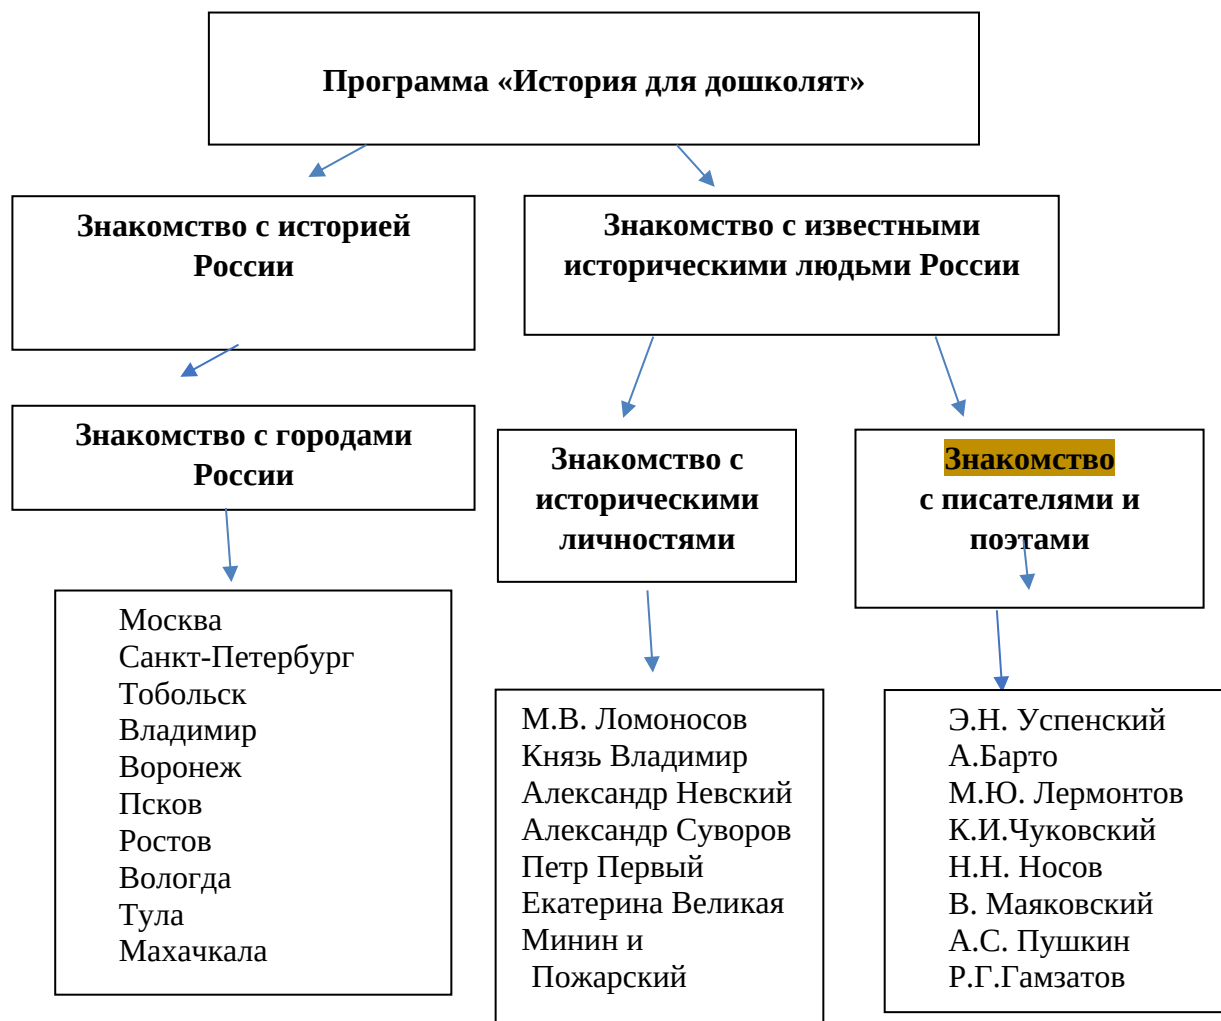 Программа «История для дошколят»
Знакомство с историей
России
Знакомство с известными
историческими людьми России
Знакомство с городами
России
Знакомство с
историческими
личностями
Знакомство
с писателями и
поэтами
Москва
Санкт-Петербург
Тобольск
Владимир
Воронеж
Псков
Ростов
Вологда
Тула
Махачкала
М.В. Ломоносов
Князь Владимир
Александр Невский
Александр Суворов
Петр Первый
Екатерина Великая
Минин и
Пожарский
Э.Н. Успенский
А.Барто
М.Ю. Лермонтов
К.И.Чуковский
Н.Н. Носов
В. Маяковский
А.С. Пушкин
Р.Г.Гамзатов